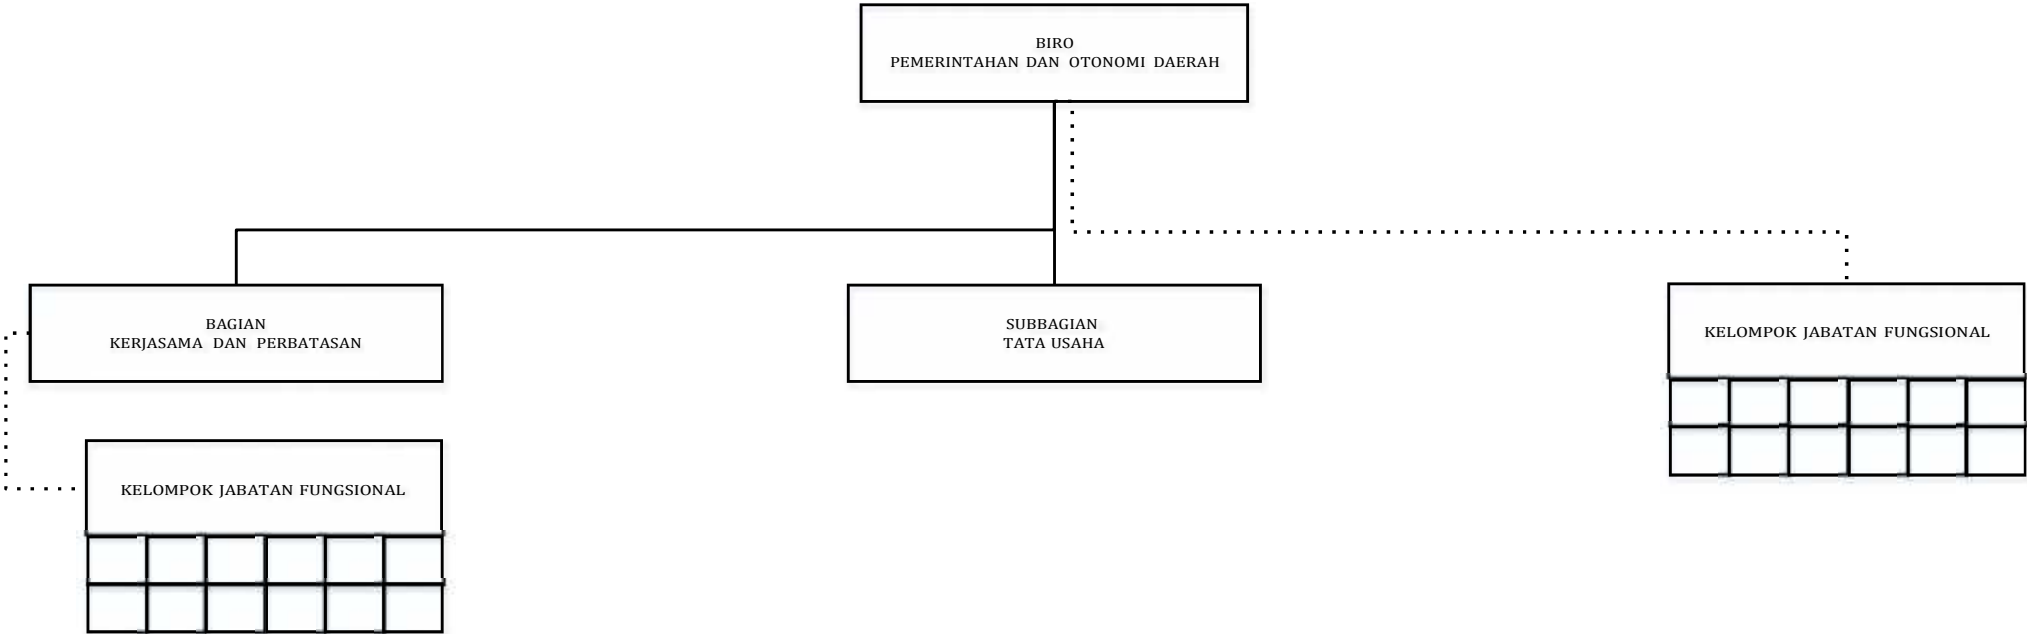 BIRO
PEMERINTAHAN DAN OTONOMI DAERAH
BAGIAN
KERJASAMA DAN PERBATASAN
SUBBAGIAN
TATA USAHA
KELOMPOK JABATAN FUNGSIONAL
KELOMPOK JABATAN FUNGSIONAL